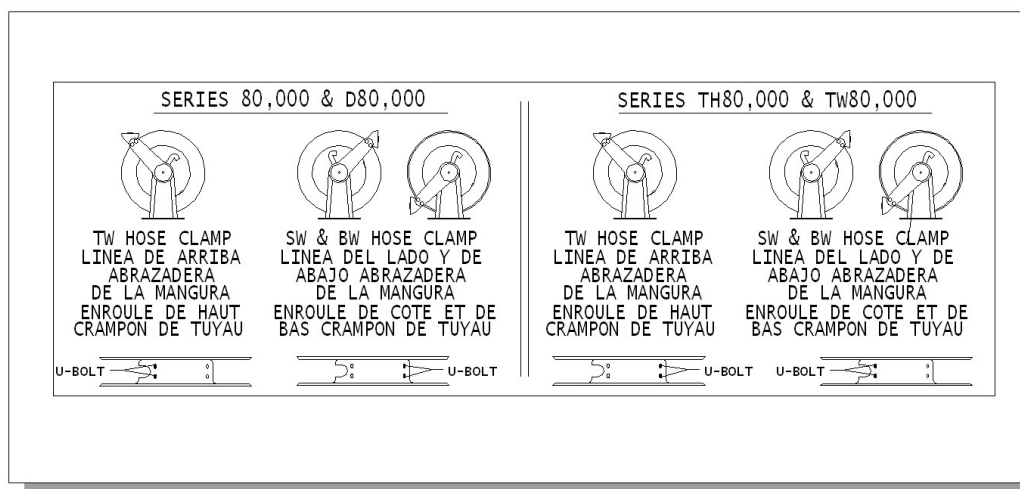 SERIES 80,000 & D80,000
TW HOSE CLAMP
LINEA DE ARRIBA
ABRAZADERA
DE LA MANGURA
ENROULE DE HAUT
CRAMPON DE TUYAU
U-BOLT
SW & BW HOSE CLAMP
LINEA DEL LADO Y DE
ABAJO ABRAZADERA
DE LA MANGURA
ENROULE DE COTE ET DE
BAS CRAMPON DE TUYAU
U-BOLT
SERIES TH80,000 & TW80,000
TW HOSE CLAMP
LINEA DE ARRIBA
ABRAZADERA
DE LA MANGURA
ENROULE DE HAUT
CRAMPON DE TUYAU
U-BOLT
SW & BW HOSE CLAMP
LINEA DEL LADO Y DE
ABAJO ABRAZADERA
DE LA MANGURA
ENROULE DE COTE ET DE
BAS CRAMPON DE TUYAU
U-BOLT